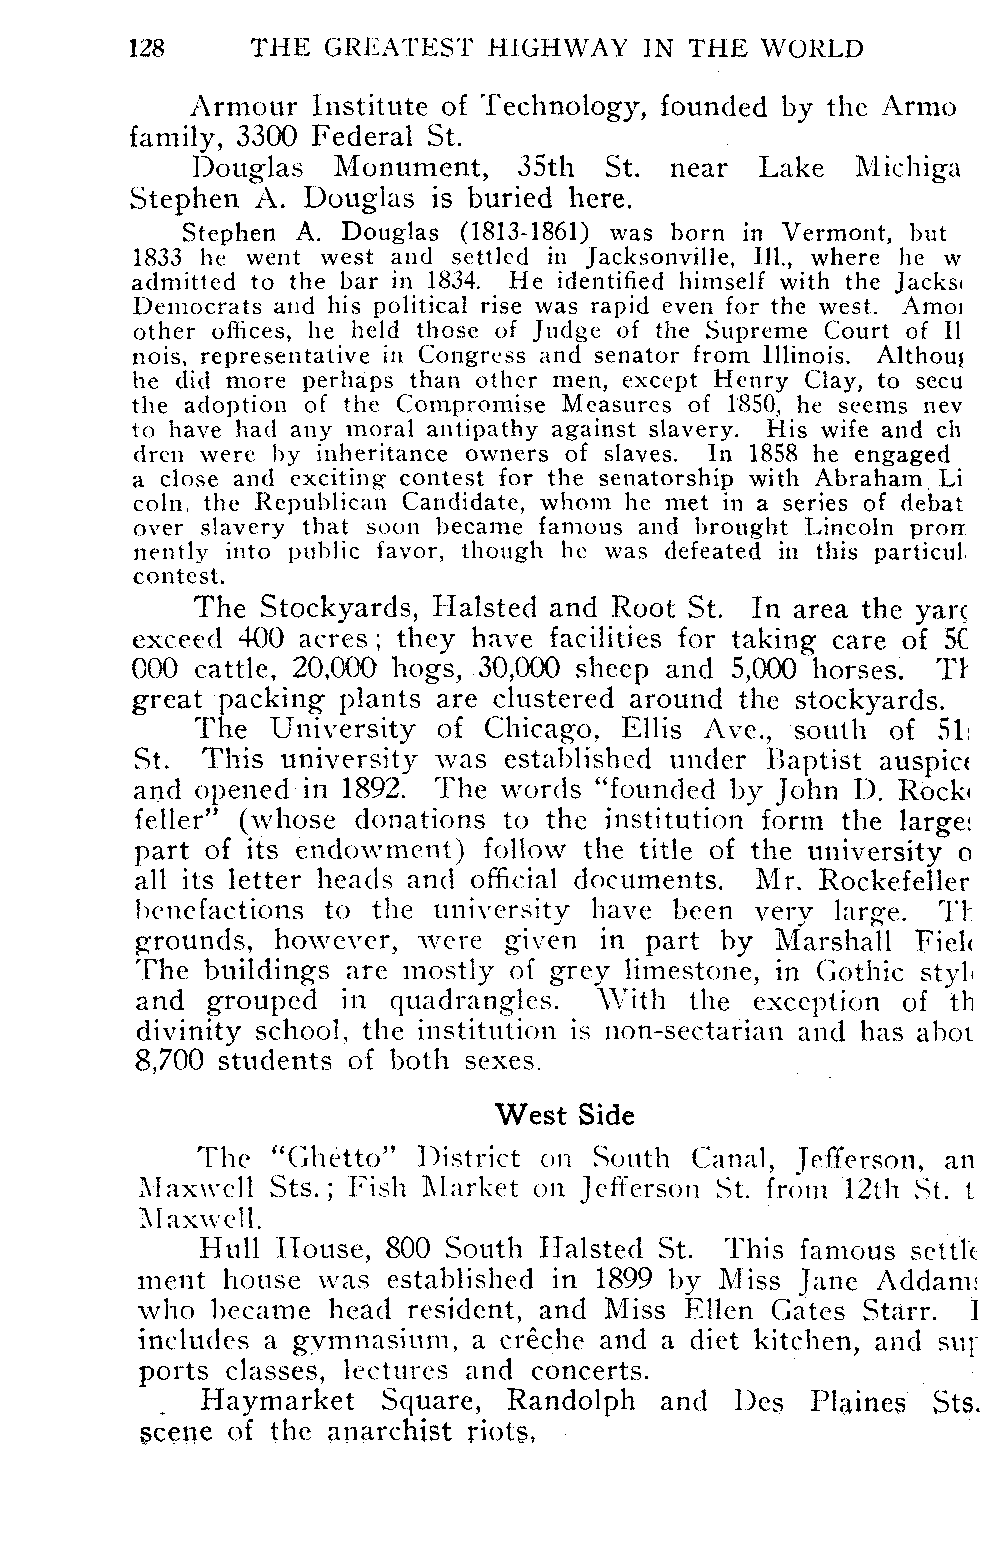 128 THE GREATEST HIGHWAY IN THE WORLD
Armour Institute of Technology, founded by the Armo
family, 3300 Federal St.
Douglas Monument, 35th St. near Lake Michiga
Stephen A. Douglas is buried here.
Stephen A. Douglas (1813-1861) was born in Vermont, but
1833 he went west and settled in Jacksonville, Ill., where he w
admitted to the bar in 1834. He identified himself with the Jacks
Democrats and his political rise was rapid even for the west. Amo
other offices, he held those of Judge of the Supreme Court of Il
nois, representative in Congress and senator from Illinois. Althou
he did more perhaps than other men, except Henry Clay, to secu
the adoption of the Compromise Measures of 1850, he seems nev
to have had any moral antipathy against slavery. His wife and ch
dren were by inheritance owners of slaves. In 1858 he engaged
a close and exciting contest for the senatorship with Abraham Li
coln, the Republican Candidate, whom he met in a series of debat
over slavery that soon became famous and brought Lincoln prom
nently into public favor, though he was defeated in this particul
contest.
The Stockyards, Halsted and Root St. In area the yard
exceed 400 acres; they have facilities for taking care of 50
000 cattle, 20,000 hogs, 30,000 sheep and 5,000 horses. Th
great packing plants are clustered around the stockyards.
The University of Chicago, Ellis Ave., south of 51
St. This university was established under Baptist auspice
and opened in 1892. The words “founded by John D. Rock
feller” (whose donations to the institution form the large
part of its endowment) follow the title of the university o
all its letter heads and official documents. Mr. Rockefeller
benefactions to the university have been very large. Th
grounds, however, were given in part by Marshall Fiel
The buildings are mostly of grey limestone, in Gothic styl
and grouped in quadrangles. With the exception of th
divinity school, the institution is non-sectarian and has abou
8,700 students of both sexes.
West Side
The “Ghetto” District on South Canal, Jefferson, an
Maxwell Sts.; Fish Market on Jefferson St. from 12th St. t
Maxwell.
Hull House, 800 South Halsted St. This famous settle
ment house was established in 1899 by Miss Jane Addams
who became head resident, and Miss Ellen Gates Starr. I
includes a gymnasium, a crêche and a diet kitchen, and sup
ports classes, lectures and concerts.
Haymarket Square, Randolph and Des Plaines Sts.
scene of the anarchist riots,